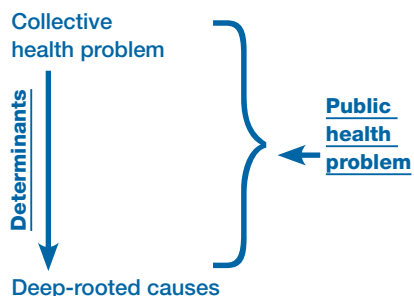 Collective
health problem
Determinants
Public
health
problem
Deep-rooted causes